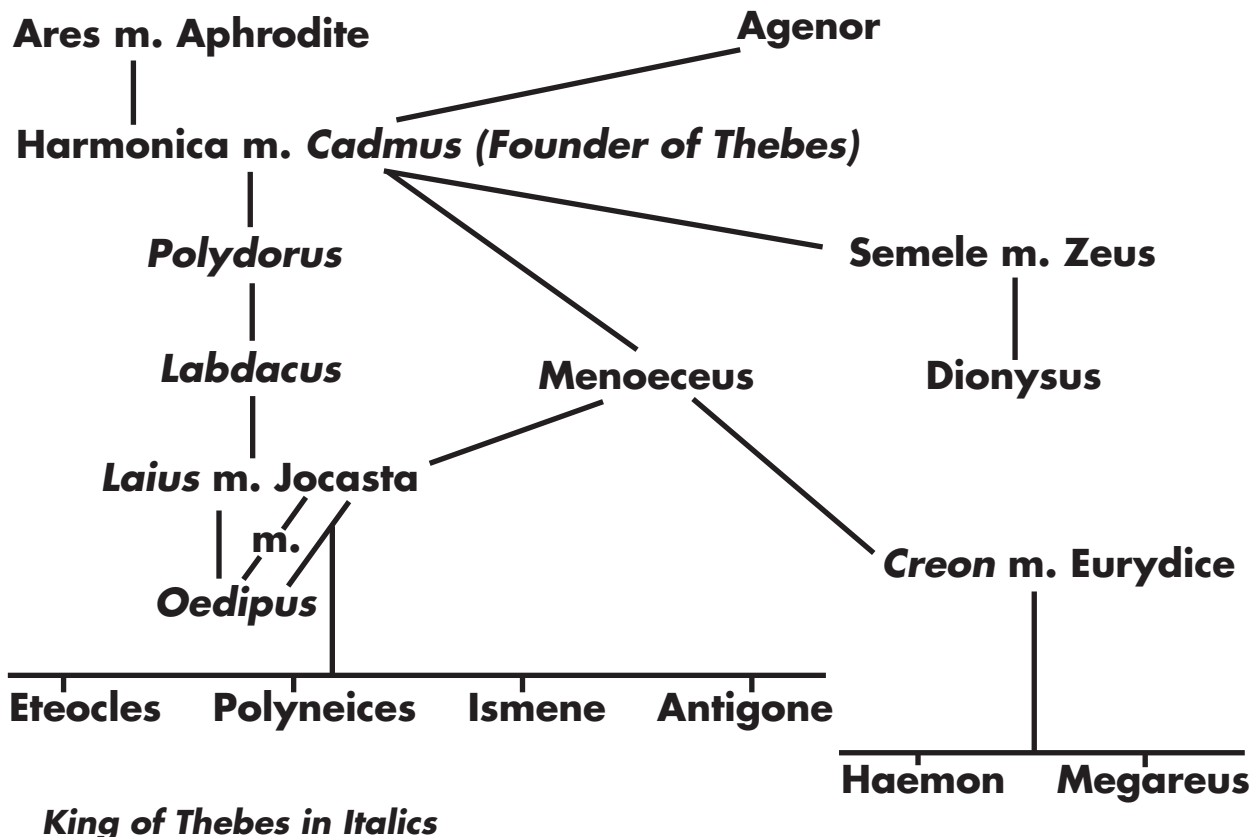 Ares m. Aphrodite
Agenor
Harmonica m. Cadmus (Founder of Thebes)
Polydorus
Semele m. Zeus
Labdacus
Menoeceus
Dionysus
Laius m. Jocasta
m.
Creon m. Eurydice
Oedipus
Eteocles
Polyneices
Ismene
Antigone
Haemon
Megareus
King of Thebes in Italics